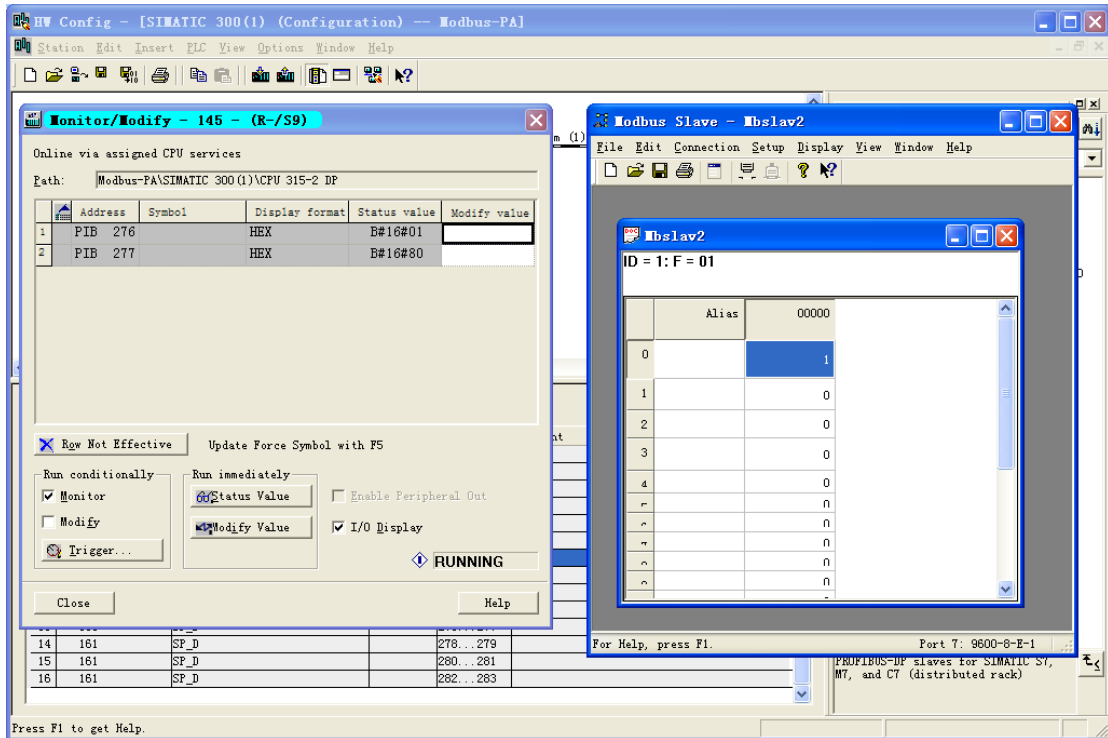 HW Config - [SIMATIC 300(1) (Configuration) -- Modbus-PA]
Station Edit Insert PLC View Options Window Help
Monitor/Modify - 145 - (R-/S9)
Online via assigned CPU services
Path: Modbus-PA\SIMATIC 300(1)\CPU 315-2 DP
Address Symbol Display format Status value Modify value
1 PIB 276 HEX B#16#01
2 PIB 277 HEX B#16#80
Row Not Effective Update Force Symbol with F5
Run conditionally Run immediately
Monitor Status Value Enable Peripheral Out
Modify Modify Value I/O Display
Trigger...
RUNNING
Close Help
m (1)
Modbus Slave - Mbslav2
File Edit Connection Setup Display View Window Help
Mbslav2
ID = 1: F = 01
Alias 00000
0 1
1 0
2 0
3 0
4 0
0
0
0
0
0
For Help, press F1. Port 7: 9600-8-E-1
14 161 SP_D 278...279
15 161 SP_D 280...281
16 161 SP_D 282...283
PROFIBUS-DP slaves for SIMATIC S7,
M7, and C7 (distributed rack)
Press F1 to get Help.